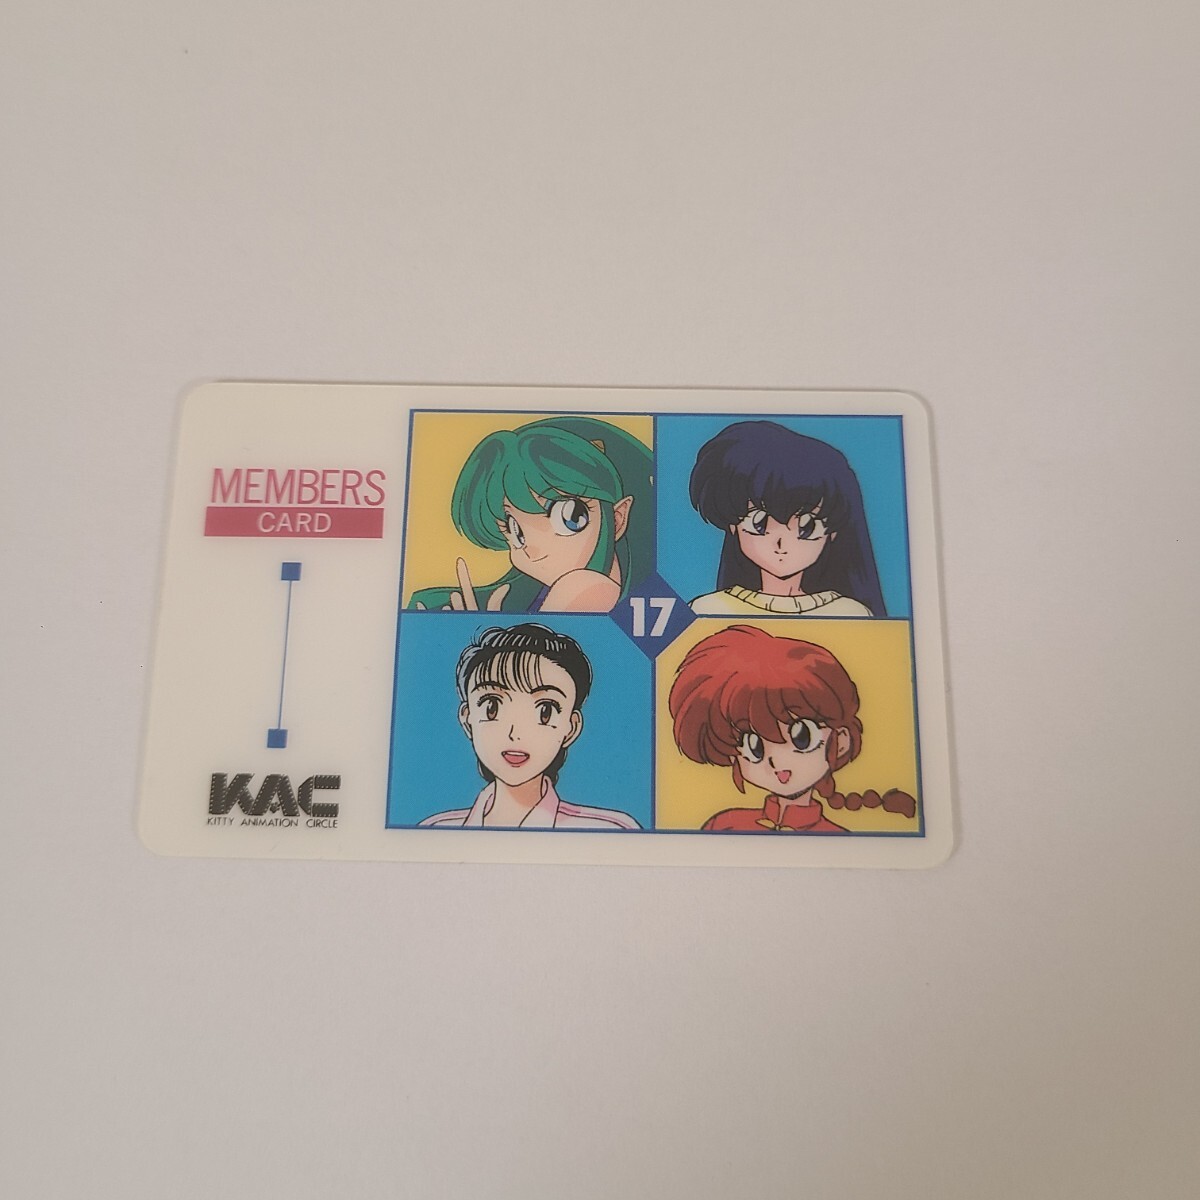 MEMBERS
CARD
17
KAC
KITTY ANIMATION CIRCLE